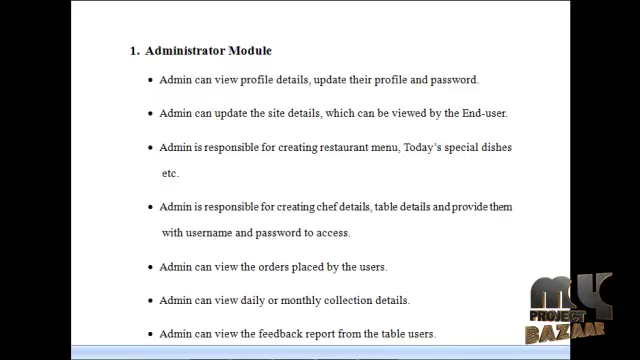 1. Administrator Module
• Admin can view profile details, update their profile and password.
• Admin can update the site details, which can be viewed by the End-user.
• Admin is responsible for creating restaurant menu, Today's special dishes
etc.
• Admin is responsible for creating chef details, table details and provide them
with username and password to access.
• Admin can view the orders placed by the users.
• Admin can view daily or monthly collection details.
• Admin can view the feedback report from the table users.
MY
PROJECT
BAZAAR